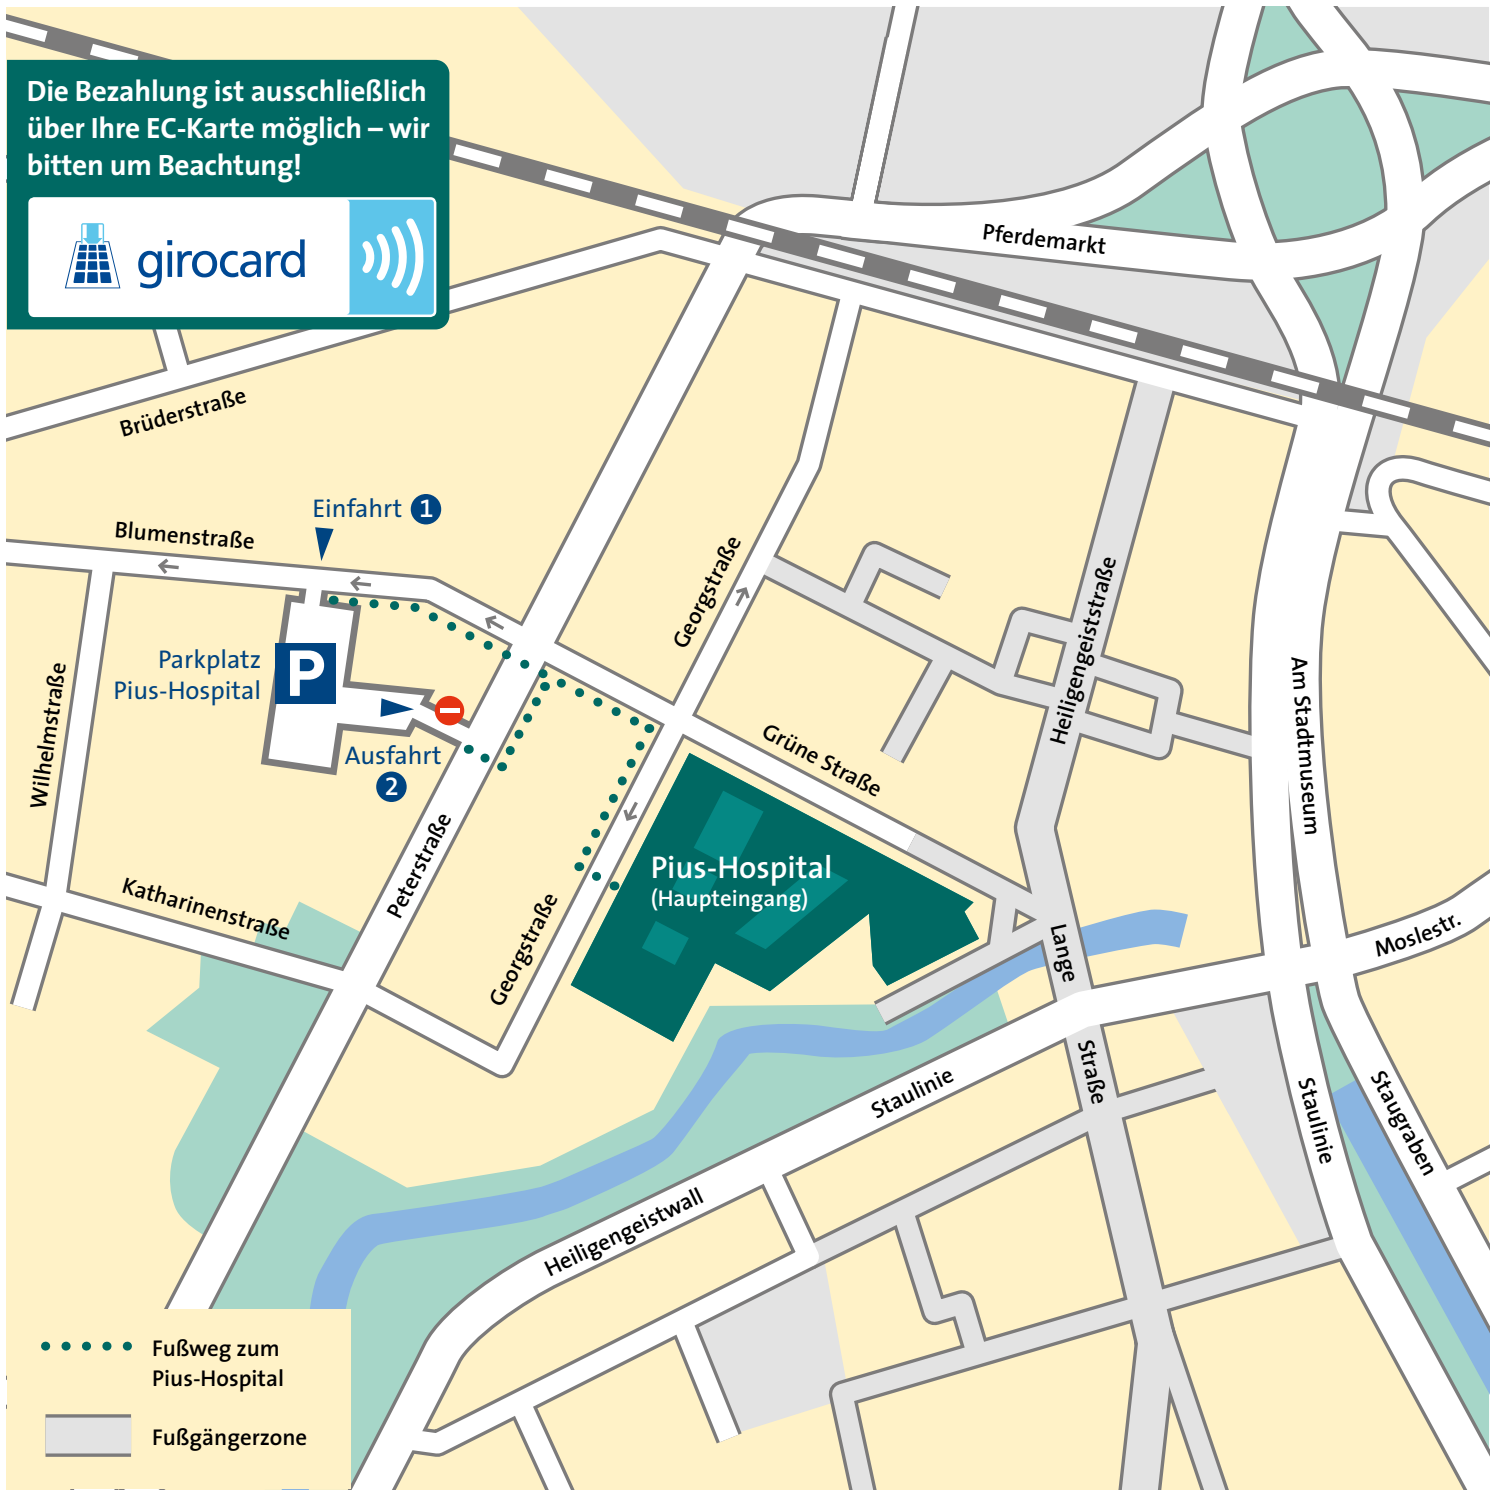 Die Bezahlung ist ausschließlich
über Ihre EC-Karte möglich – wir
bitten um Beachtung!
girocard
Pferdemarkt
Brüderstraße
Einfahrt 1
Blumenstraße
Georgstraße
Heiligengeiststraße
Parkplatz
Pius-Hospital
P
Wilhelmstraße
Am Stadtmuseum
Ausfahrt
2
Grüne Straße
Peterstraße
Pius-Hospital
(Haupteingang)
Katharinenstraße
Georgstraße
Lange
Moslestr.
Staulinie
Straße
Staulinie
Staugraben
Heiligengeistwall
Fußweg zum
Pius-Hospital
Fußgängerzone